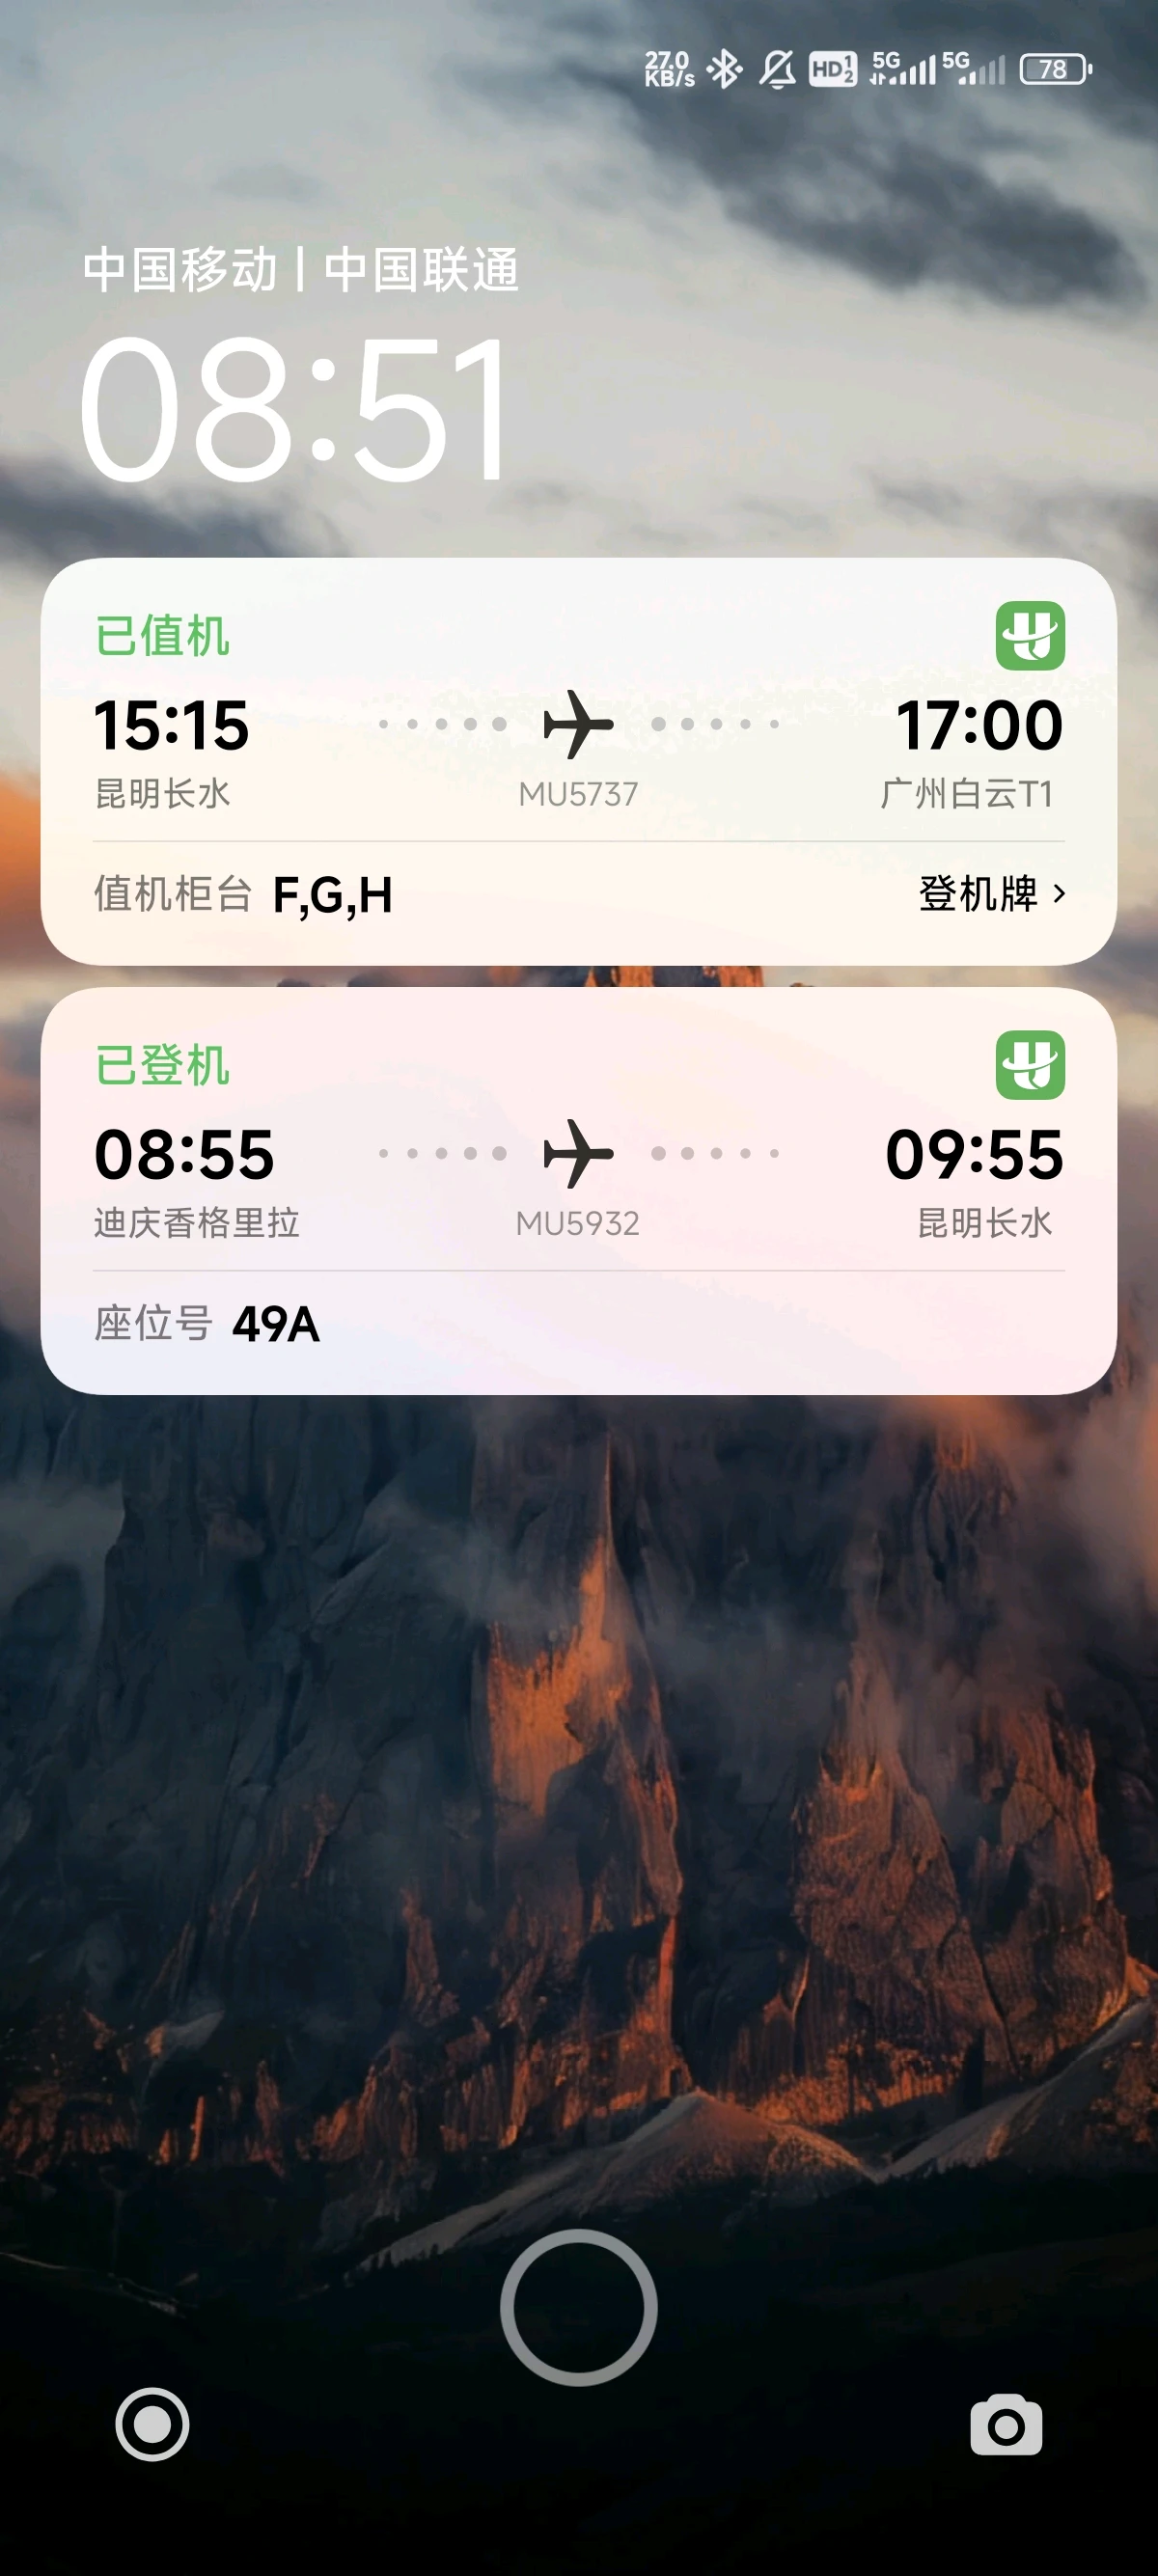 27.0 KB/s HD 1 2 5G 5G 78
中国移动 | 中国联通
08:51
已值机
15:15 17:00
昆明长水 MU5737 广州白云T1
值机柜台 F,G,H 登机牌 >
已登机
08:55 09:55
迪庆香格里拉 MU5932 昆明长水
座位号 49A